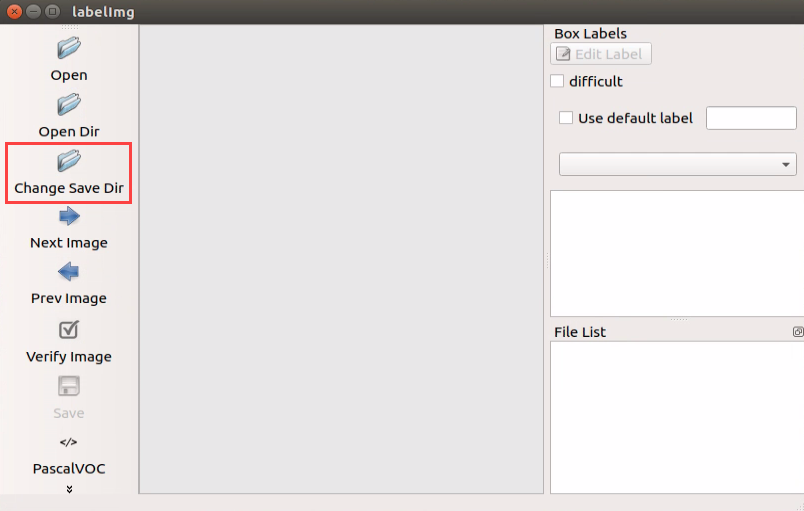 labelImg
Open
Open Dir
Change Save Dir
Next Image
Prev Image
Verify Image
Save
</>
PascalVOC
Box Labels
Edit Label
difficult
Use default label
File List